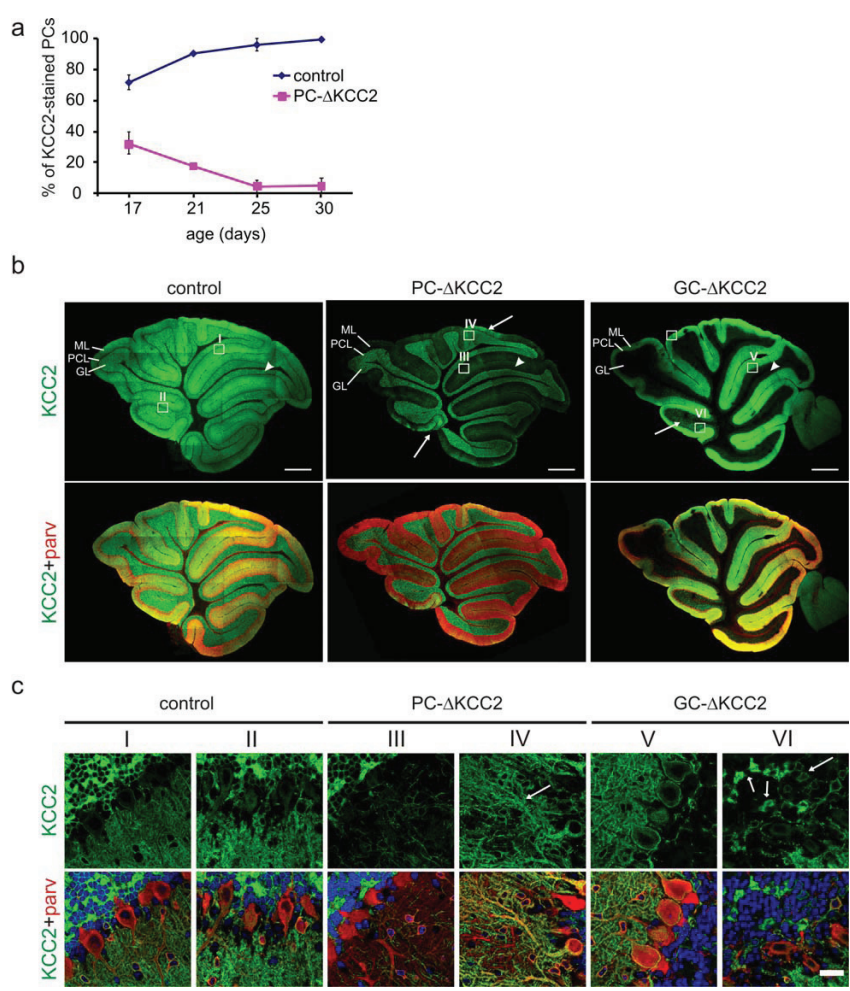 a
% of KCC2-stained PCs
100
80
60
40
20
0
control
PC-ΔKCC2
17 21 25 30
age (days)
b
control PC-ΔKCC2 GC-ΔKCC2
KCC2
ML
PCL
GL
I
II
ML
PCL
GL
IV
III
ML
PCL
GL
V
VI
KCC2+parv
c
control PC-ΔKCC2 GC-ΔKCC2
I II III IV V VI
KCC2
KCC2+parv